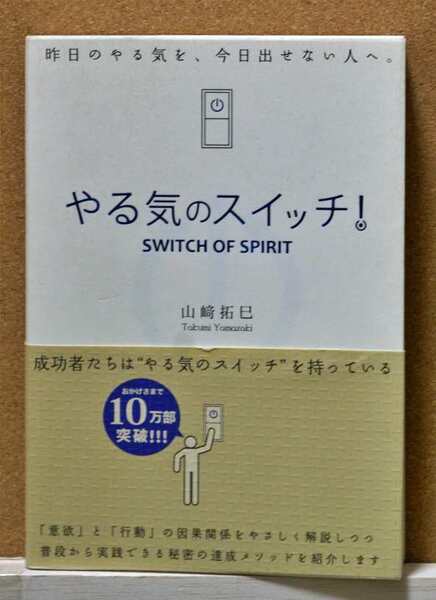 昨日のやる気を、今日出せない人へ。
やる気のスイッチ!
SWITCH OF SPIRIT
山﨑拓巳
Takumi Yamazaki
成功者たちは“やる気のスイッチ”を持っている
おかげさまで
10万部
突破!!!
「意欲」と「行動」の因果関係をやさしく解説しつつ
普段から実践できる秘密の達成メソッドを紹介します